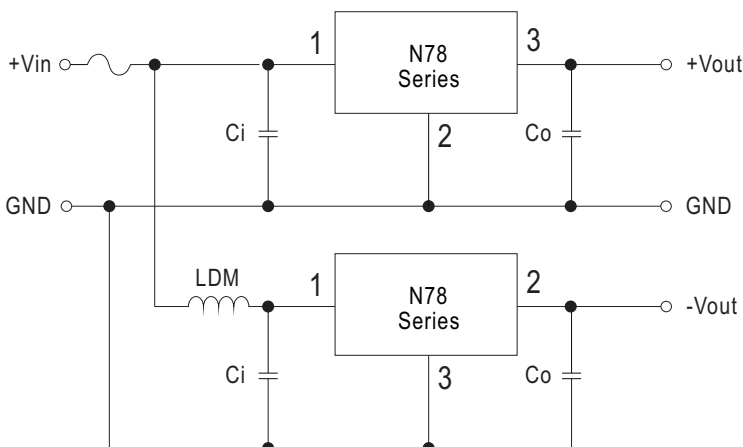 +Vin
1
N78
Series
3
+Vout
Ci
2
Co
GND
GND
LDM
1
N78
Series
2
-Vout
Ci
3
Co